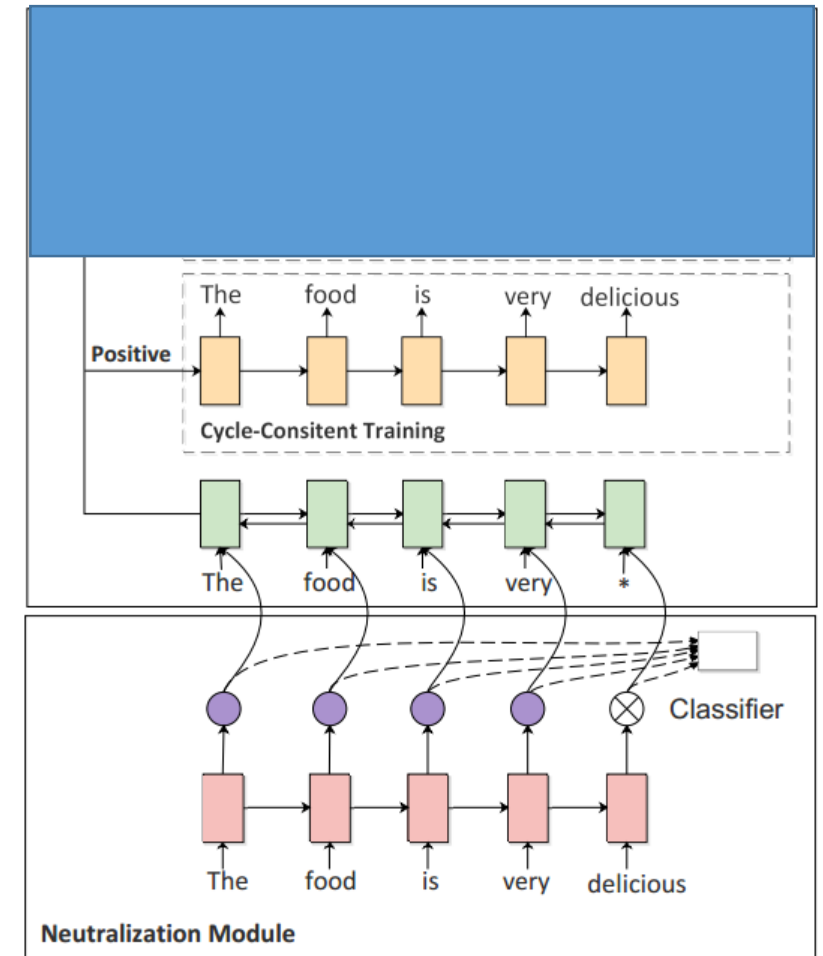 The food is very delicious
Positive
Cycle-Consitent Training
The food is very *
Classifier
The food is very delicious
Neutralization Module